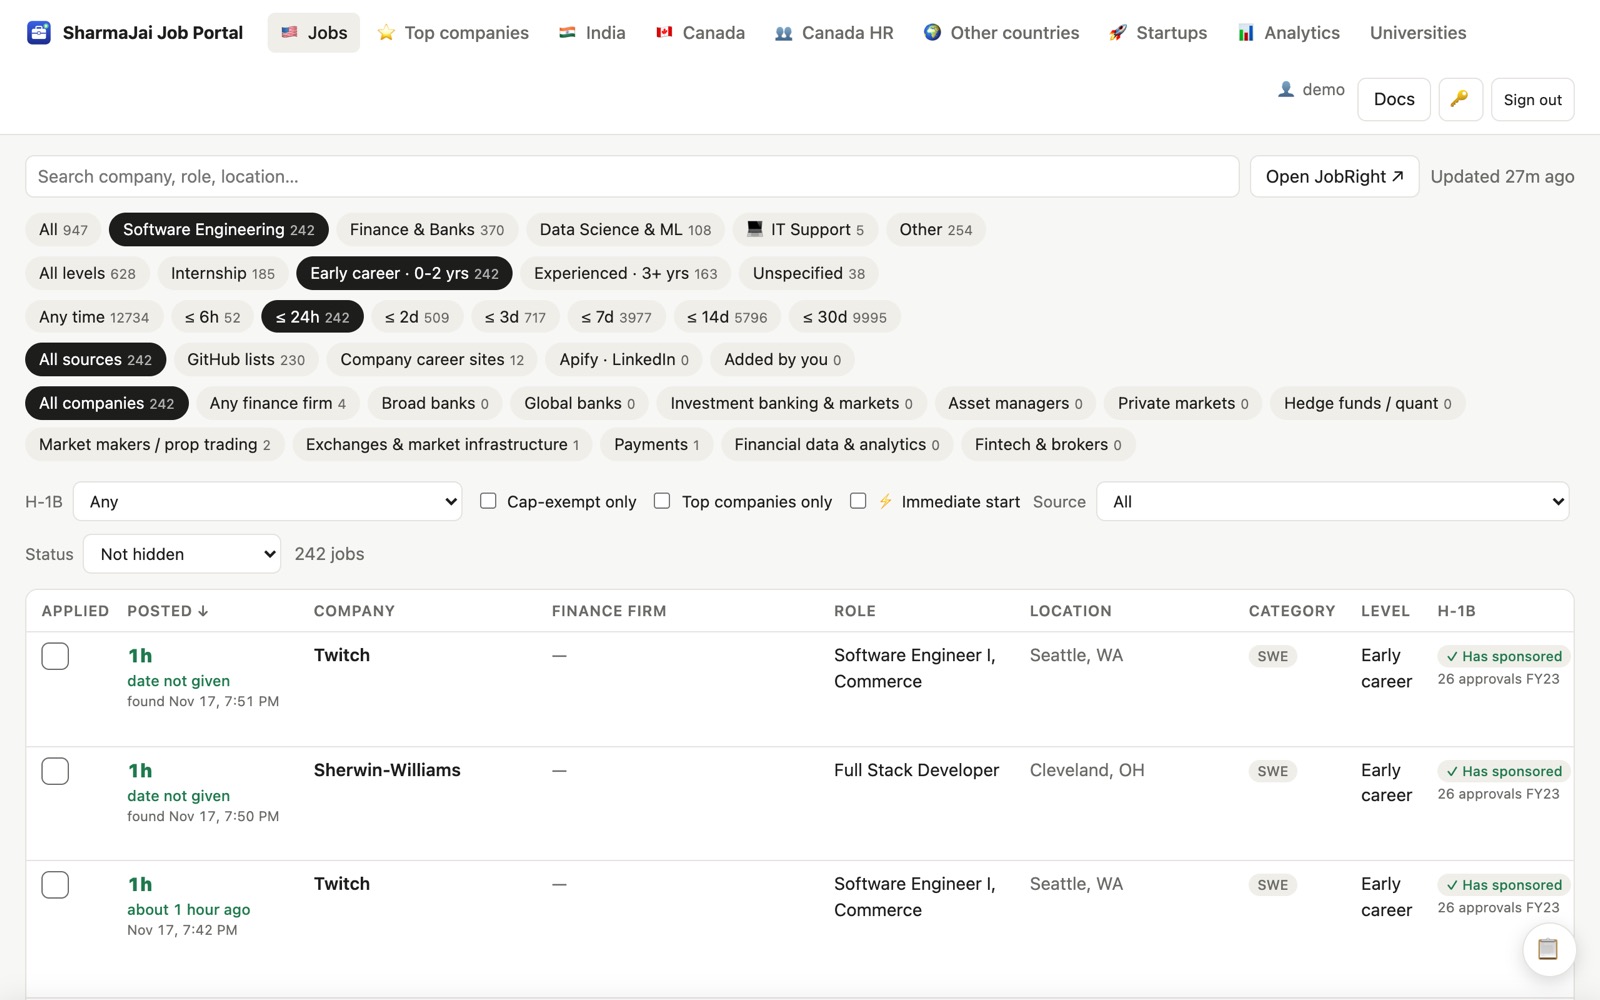 SharmaJai Job Portal Jobs Top companies India Canada Canada HR Other countries Startups Analytics Universities
demo Docs Sign out
Search company, role, location... Open JobRight ↗ Updated 27m ago
All 947 Software Engineering 242 Finance & Banks 370 Data Science & ML 108 IT Support 5 Other 254
All levels 628 Internship 185 Early career · 0-2 yrs 242 Experienced · 3+ yrs 163 Unspecified 38
Any time 12734 ≤ 6h 52 ≤ 24h 242 ≤ 2d 509 ≤ 3d 717 ≤ 7d 3977 ≤ 14d 5796 ≤ 30d 9995
All sources 242 GitHub lists 230 Company career sites 12 Apify · LinkedIn 0 Added by you 0
All companies 242 Any finance firm 4 Broad banks 0 Global banks 0 Investment banking & markets 0 Asset managers 0 Private markets 0 Hedge funds / quant 0
Market makers / prop trading 2 Exchanges & market infrastructure 1 Payments 1 Financial data & analytics 0 Fintech & brokers 0
H-1B Any Cap-exempt only Top companies only ⚡ Immediate start Source All
Status Not hidden 242 jobs
APPLIED POSTED ↓ COMPANY FINANCE FIRM ROLE LOCATION CATEGORY LEVEL H-1B
1h Twitch — Software Engineer I, Seattle, WA SWE Early ✓ Has sponsored
date not given Commerce career 26 approvals FY23
found Nov 17, 7:51 PM
1h Sherwin-Williams — Full Stack Developer Cleveland, OH SWE Early ✓ Has sponsored
date not given career 26 approvals FY23
found Nov 17, 7:50 PM
1h Twitch — Software Engineer I, Seattle, WA SWE Early ✓ Has sponsored
about 1 hour ago Commerce career 26 approvals FY23
Nov 17, 7:42 PM